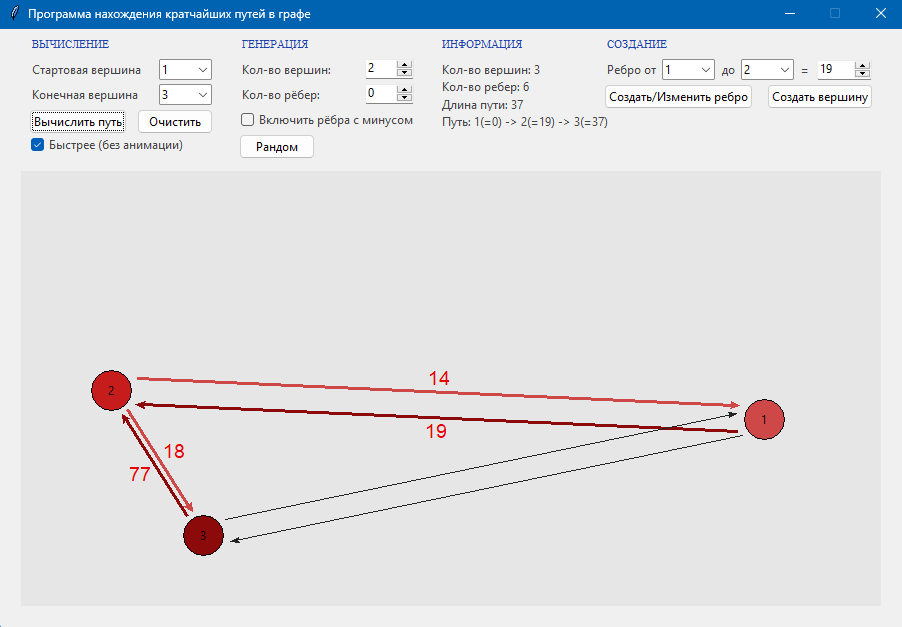 Программа нахождения кратчайших путей в графе
ВЫЧИСЛЕНИЕ
Стартовая вершина 1
Конечная вершина 3
Вычислить путь Очистить
Быстрее (без анимации)
ГЕНЕРАЦИЯ
Кол-во вершин: 2
Кол-во рёбер: 0
Включить рёбра с минусом
Рандом
ИНФОРМАЦИЯ
Кол-во вершин: 3
Кол-во ребер: 6
Длина пути: 37
Путь: 1(=0) -> 2(=19) -> 3(=37)
СОЗДАНИЕ
Ребро от 1 до 2 = 19
Создать/Изменить ребро Создать вершину
14
2
1
19
18
77
3